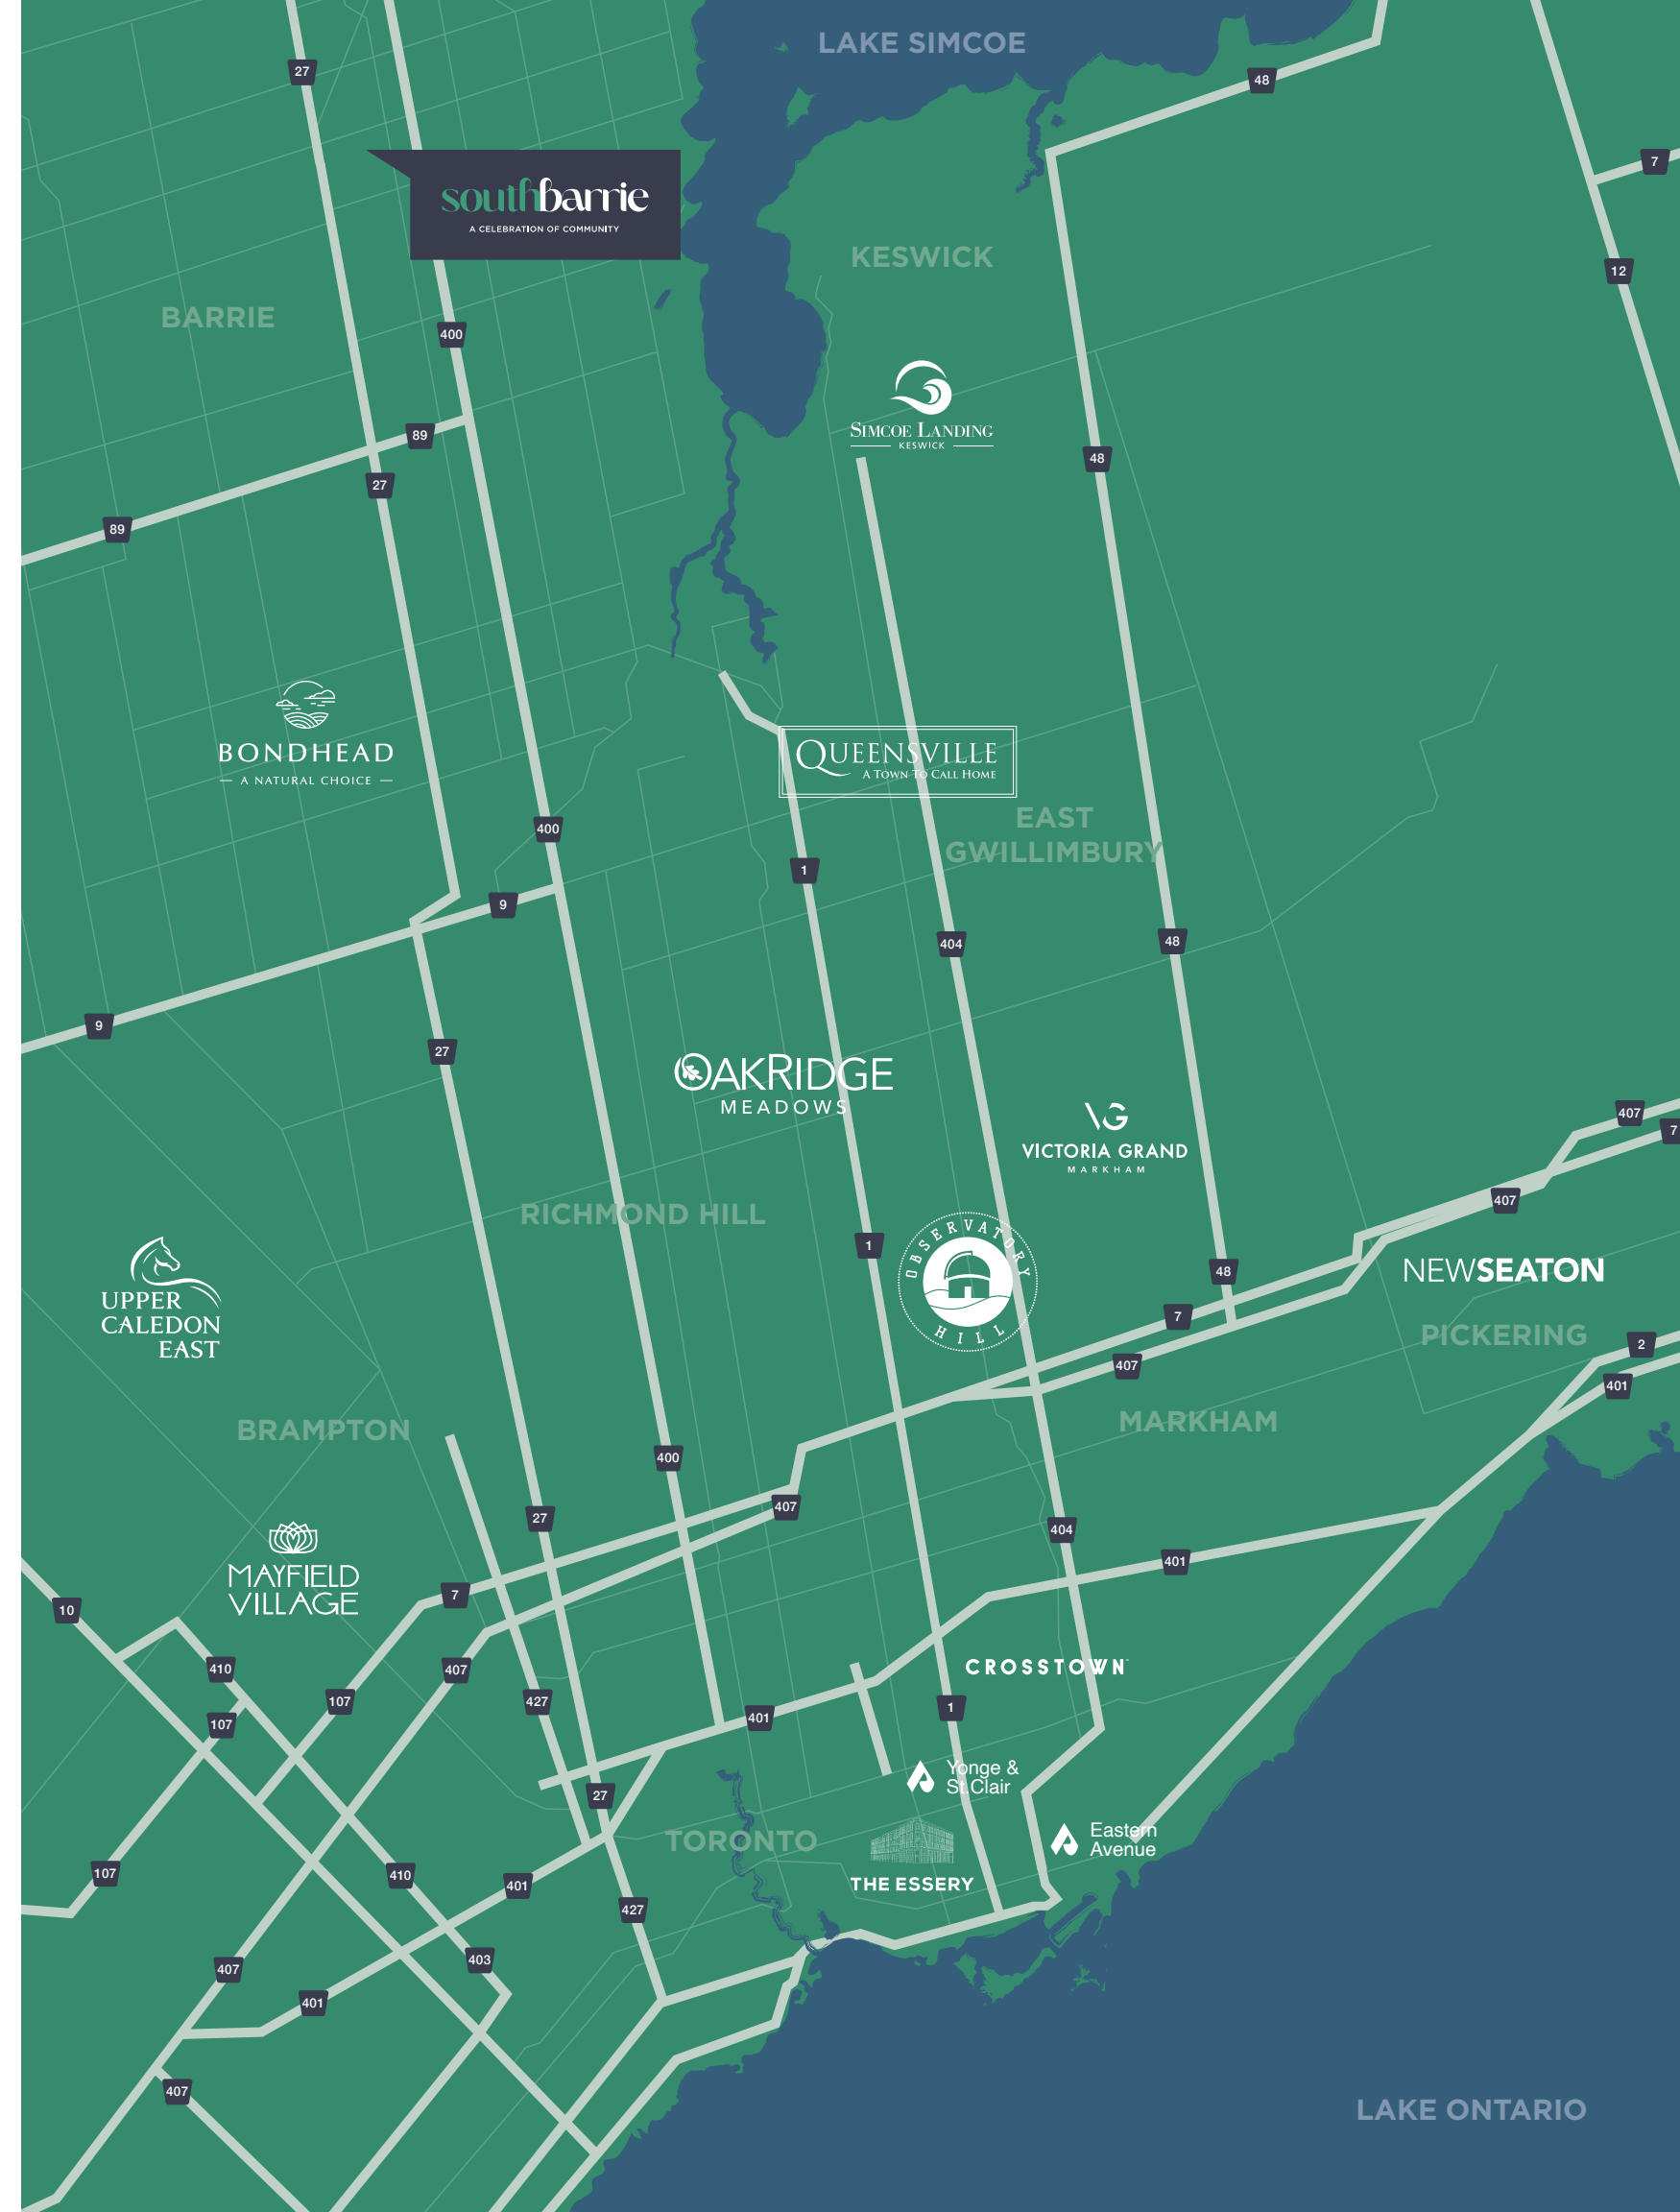 LAKE SIMCOE
27
48
7
southbarrie
A CELEBRATION OF COMMUNITY
KESWICK
12
BARRIE
400
SIMCOE LANDING
KESWICK
89
48
27
89
BONDHEAD
A NATURAL CHOICE
QUEENSVILLE
A TOWN TO CALL HOME
EAST
GWILLIMBURY
400
1
9
404
48
9
27
OAKRIDGE
MEADOWS
VICTORIA GRAND
MARKHAM
407
7
407
RICHMOND HILL
OBSERVATORY
HILL
1
48
NEWSEATON
UPPER
CALEDON
EAST
7
PICKERING
2
407
401
BRAMPTON
MARKHAM
400
407
27
404
MAYFIELD
VILLAGE
401
7
10
410
407
CROSSTOWN
107
427
1
107
401
Yonge &
St.Clair
27
TORONTO
Eastern
Avenue
107
410
401
THE ESSERY
427
403
407
401
407
LAKE ONTARIO